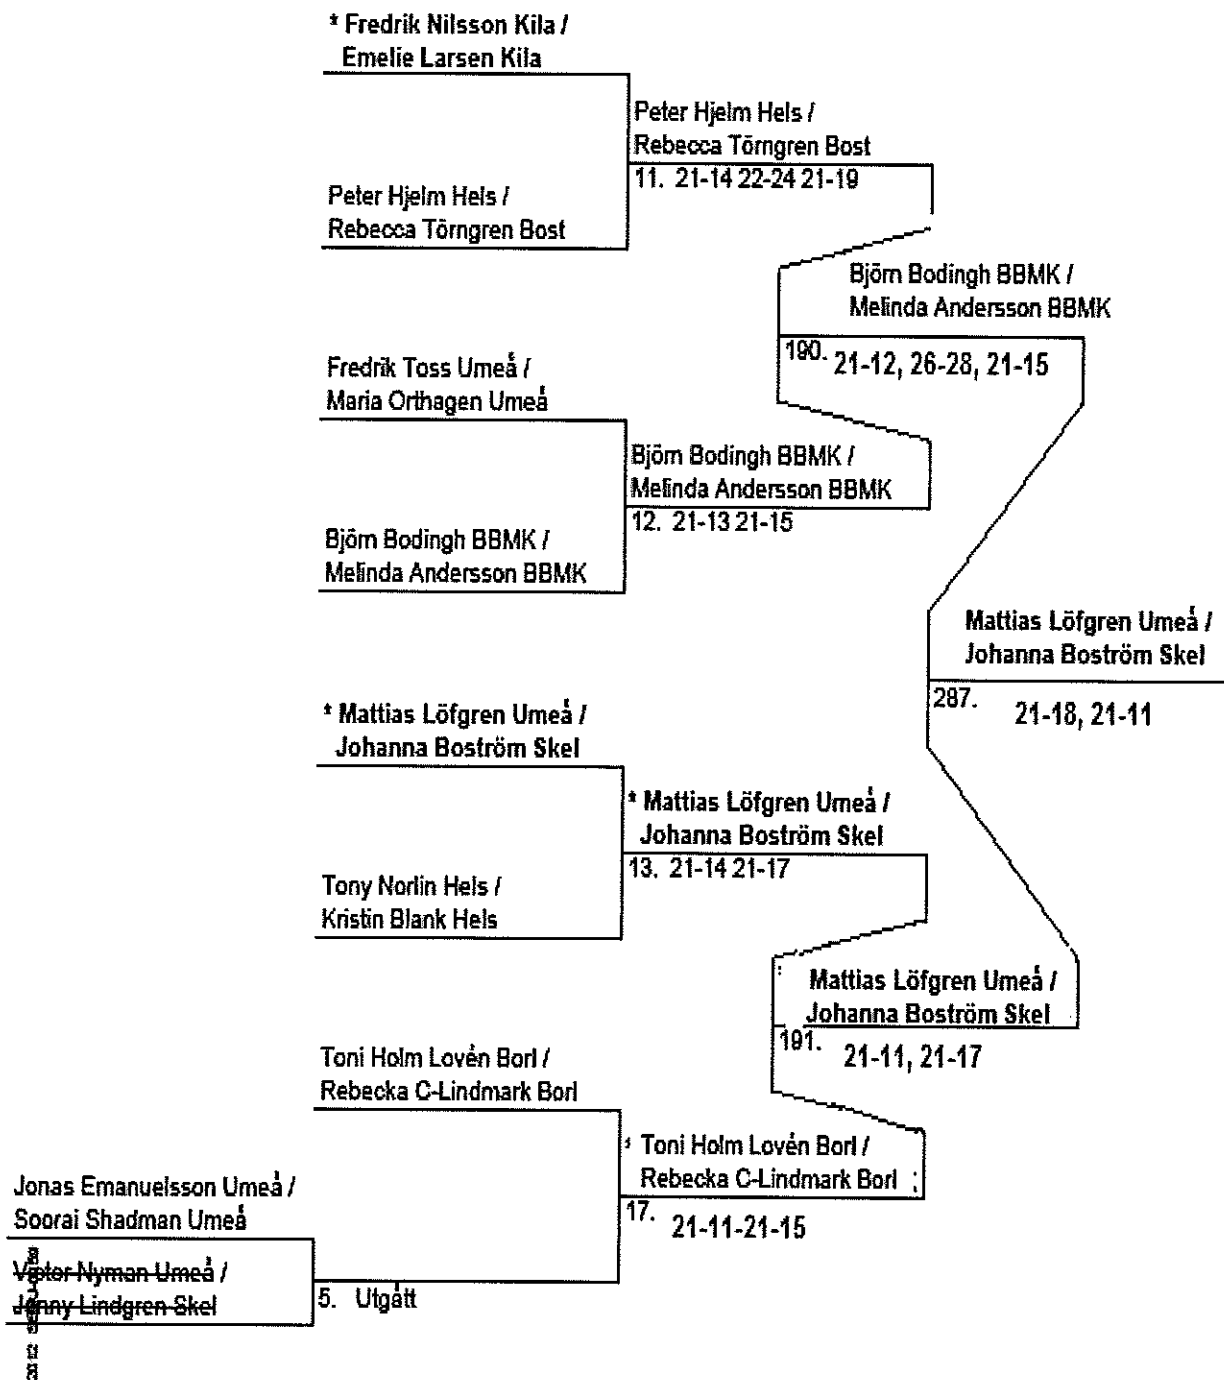 * Fredrik Nilsson Kila /
Emelie Larsen Kila
Peter Hjelm Hels /
Rebecca Törngren Bost
11. 21-14 22-24 21-19
Peter Hjelm Hels /
Rebecca Törngren Bost
Björn Bodingh BBMK /
Melinda Andersson BBMK
190. 21-12, 26-28, 21-15
Fredrik Toss Umeå /
Maria Orthagen Umeå
Björn Bodingh BBMK /
Melinda Andersson BBMK
12. 21-13 21-15
Björn Bodingh BBMK /
Melinda Andersson BBMK
Mattias Löfgren Umeå /
Johanna Boström Skel
287. 21-18, 21-11
* Mattias Löfgren Umeå /
Johanna Boström Skel
* Mattias Löfgren Umeå /
Johanna Boström Skel
13. 21-14 21-17
Tony Norlin Hels /
Kristin Blank Hels
Mattias Löfgren Umeå /
Johanna Boström Skel
191. 21-11, 21-17
Toni Holm Lovén Borl /
Rebecka C-Lindmark Borl
Toni Holm Lovén Borl /
Rebecka C-Lindmark Borl
17. 21-11-21-15
Jonas Emanuelsson Umeå /
Soorai Shadman Umeå
Victor Nyman Umeå /
Jenny Lindgren Skel
5. Utgått